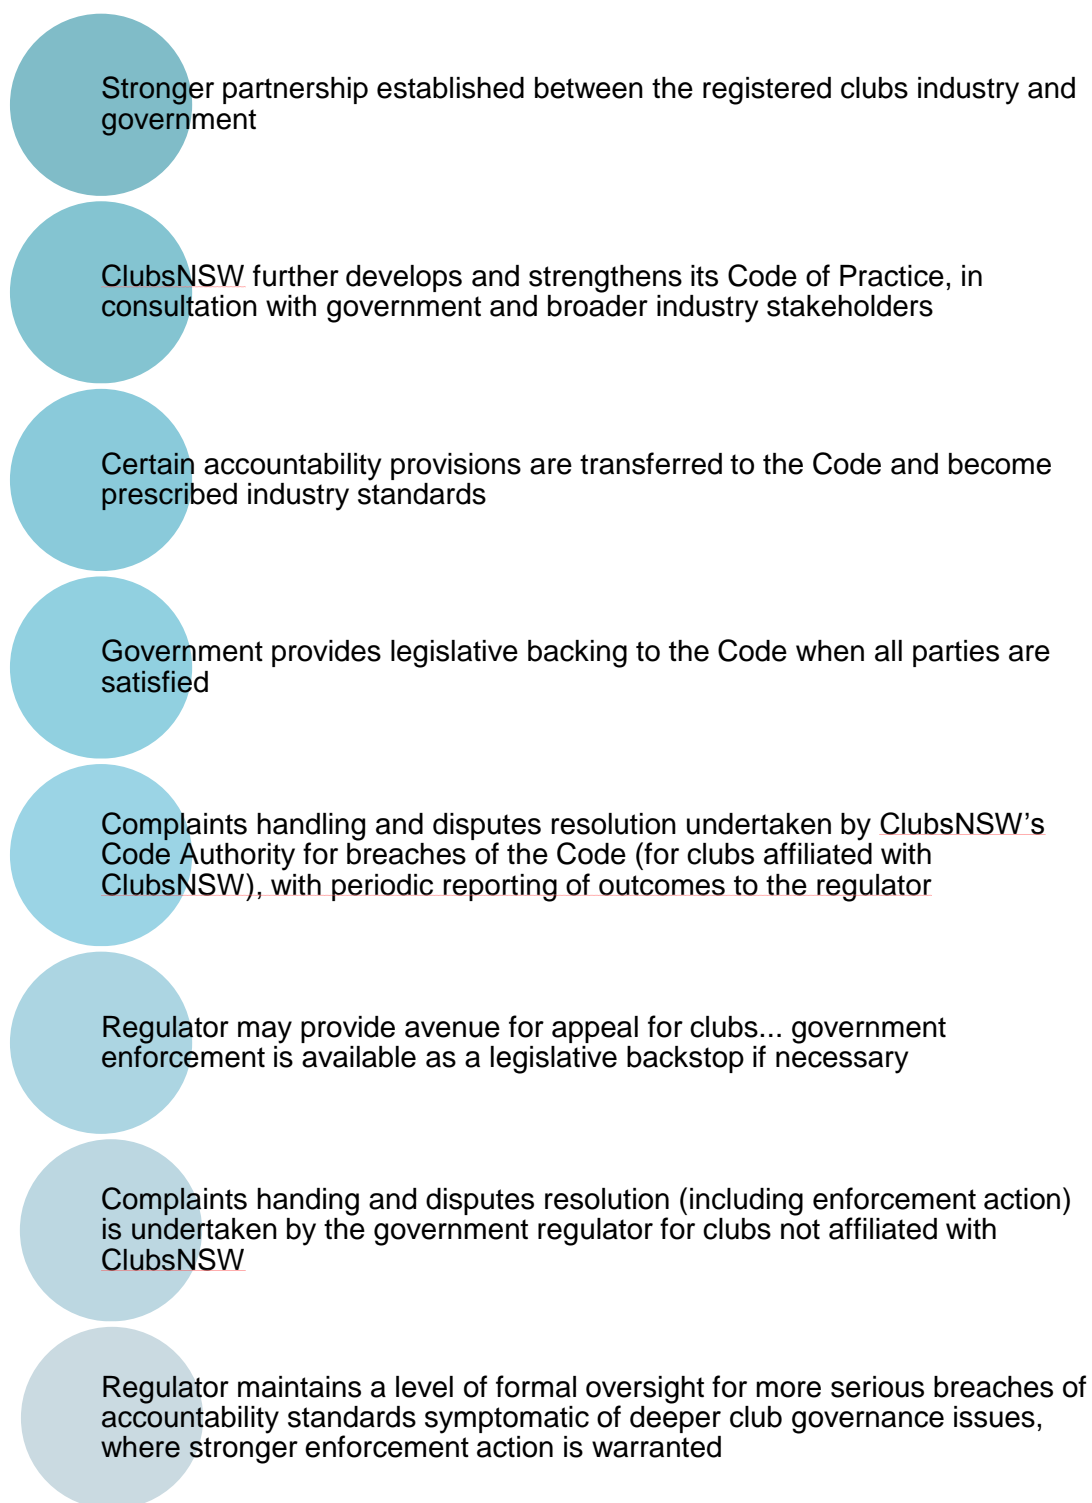 Stronger partnership established between the registered clubs industry and
government
ClubsNSW further develops and strengthens its Code of Practice, in
consultation with government and broader industry stakeholders
Certain accountability provisions are transferred to the Code and become
prescribed industry standards
Government provides legislative backing to the Code when all parties are
satisfied
Complaints handling and disputes resolution undertaken by ClubsNSW’s
Code Authority for breaches of the Code (for clubs affiliated with
ClubsNSW), with periodic reporting of outcomes to the regulator
Regulator may provide avenue for appeal for clubs... government
enforcement is available as a legislative backstop if necessary
Complaints handing and disputes resolution (including enforcement action)
is undertaken by the government regulator for clubs not affiliated with
ClubsNSW
Regulator maintains a level of formal oversight for more serious breaches of
accountability standards symptomatic of deeper club governance issues,
where stronger enforcement action is warranted